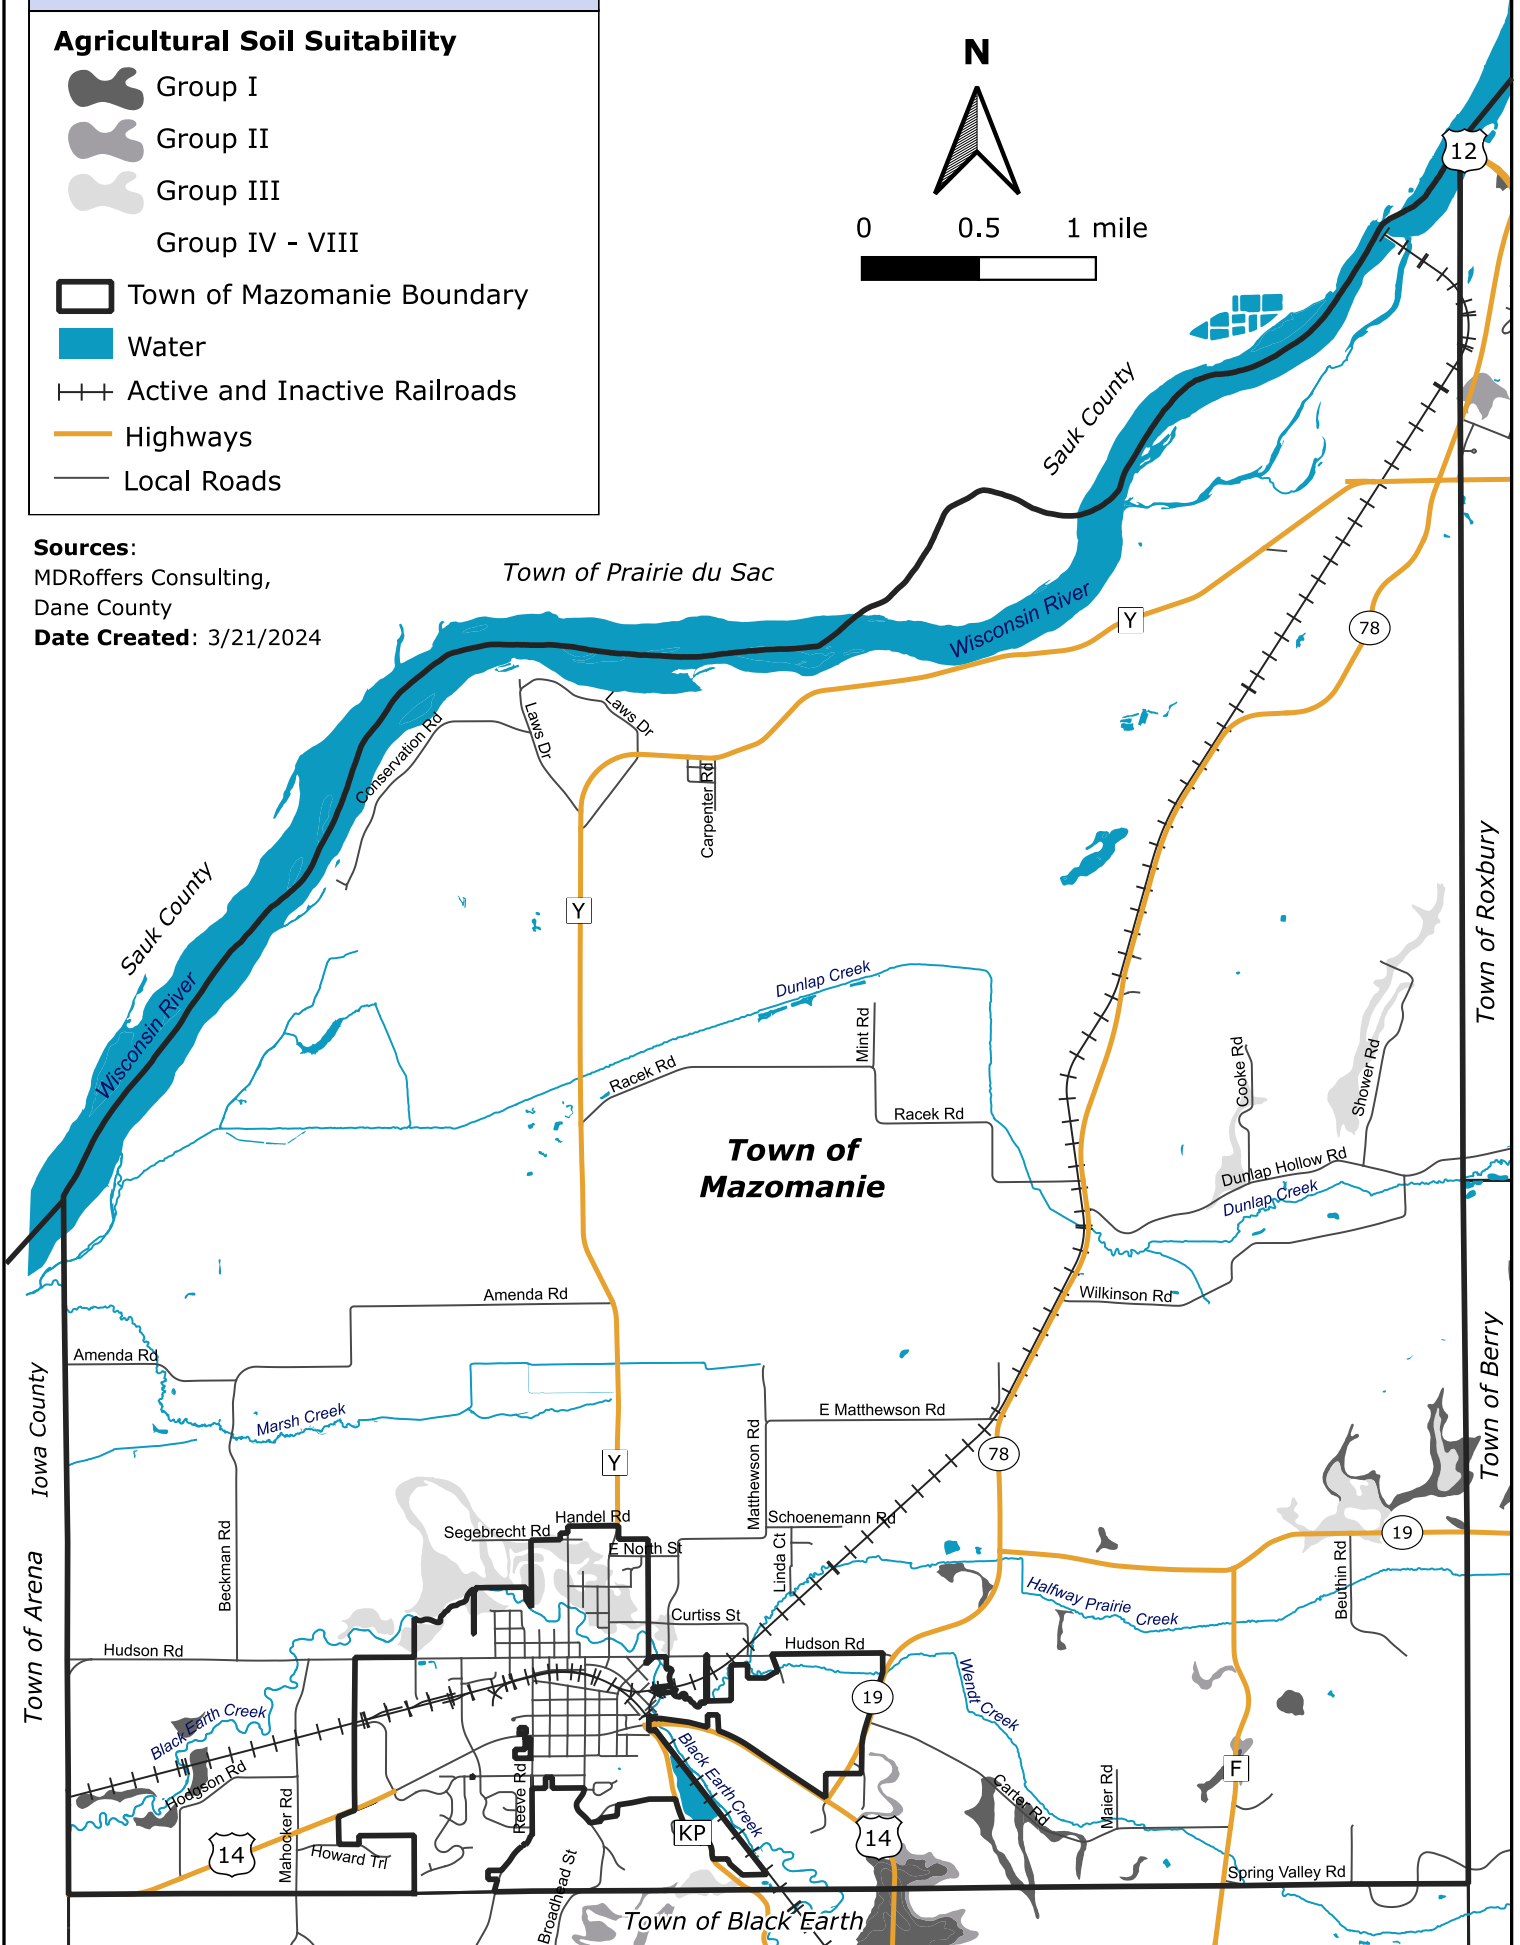 Agricultural Soil Suitability
Group I
Group II
Group III
Group IV - VIII
Town of Mazomanie Boundary
Water
Active and Inactive Railroads
Highways
Local Roads
Sources:
MDRoffers Consulting,
Dane County
Date Created: 3/21/2024
N
0 0.5 1 mile
12
Sauk County
Town of Prairie du Sac
Wisconsin River
Y
78
Laws Dr
Laws Dr
Conservation Rd
Carpenter Rd
Sauk County
Wisconsin River
Y
Town of Roxbury
Dunlap Creek
Mint Rd
Racek Rd
Racek Rd
Cooke Rd
Shower Rd
Town of
Mazomanie
Dunlap Hollow Rd
Dunlap Creek
Amenda Rd
Wilkinson Rd
Amenda Rd
Iowa County
Marsh Creek
E Matthewson Rd
Matthewson Rd
Town of Berry
Y
78
Handel Rd
Segebrecht Rd
E North St
Schoenemann Rd
Linda Ct
19
Beckman Rd
Beuthin Rd
Town of Arena
Halfway Prairie
Creek
Curtiss St
Hudson Rd
Hudson Rd
Wendt Creek
19
Black Earth Creek
Black Earth Creek
Hodgson Rd
Reeve Rd
Mahocker Rd
Carter Rd
Maier Rd
F
KP
14
14
Howard Trl
Broadhead St
Spring Valley Rd
Town of Black Earth